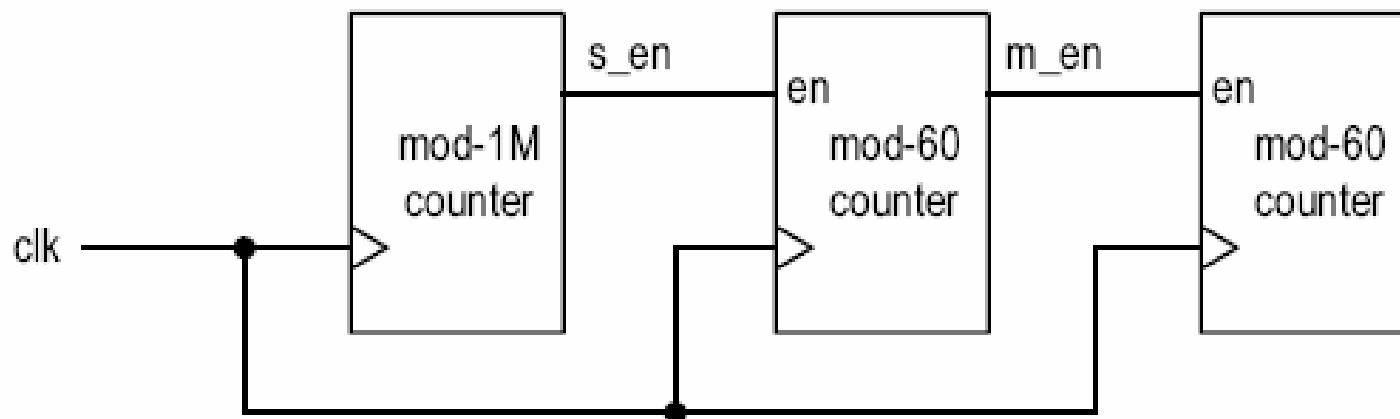 s_en
m_en
en
en
mod-1M
counter
mod-60
counter
mod-60
counter
clk